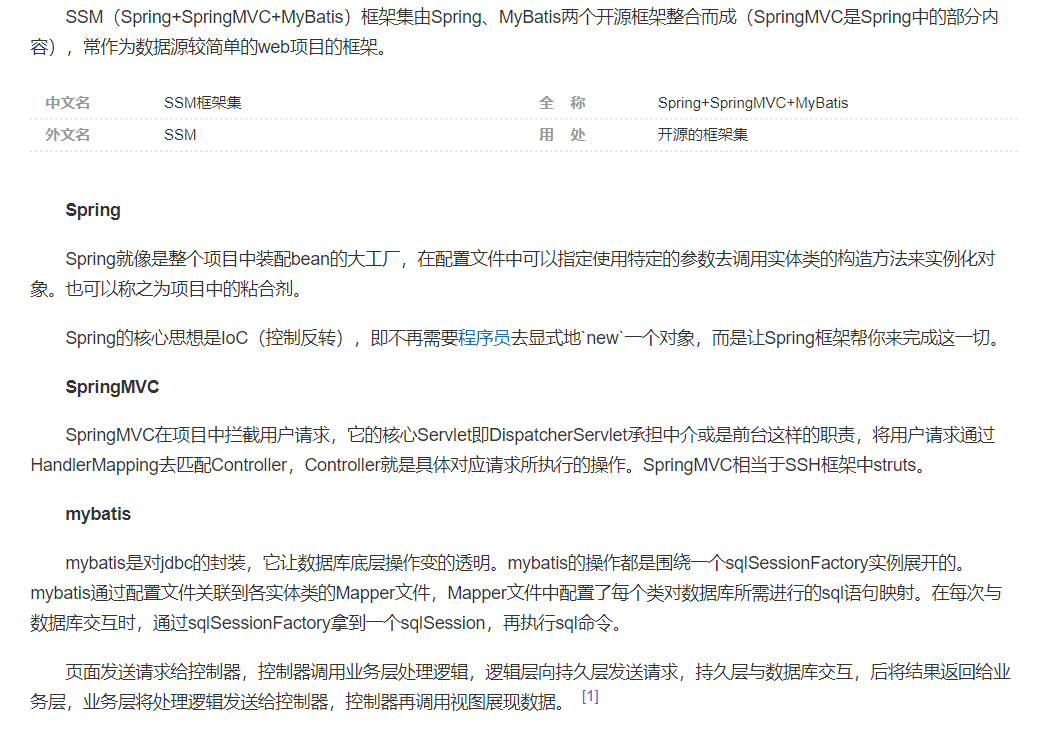 SSM（Spring+SpringMVC+MyBatis）框架集由Spring、MyBatis两个开源框架整合而成（SpringMVC是Spring中的部分内
容），常作为数据源较简单的web项目的框架。
中文名 SSM框架集 全 称 Spring+SpringMVC+MyBatis
外文名 SSM 用 处 开源的框架集
Spring
Spring就像是整个项目中装配bean的大工厂，在配置文件中可以指定使用特定的参数去调用实体类的构造方法来实例化对
象。也可以称之为项目中的粘合剂。
Spring的核心思想是IoC（控制反转），即不再需要程序员去显式地`new`一个对象，而是让Spring框架帮你来完成这一切。
SpringMVC
SpringMVC在项目中拦截用户请求，它的核心Servlet即DispatcherServlet承担中介或是前台这样的职责，将用户请求通过
HandlerMapping去匹配Controller，Controller就是具体对应请求所执行的操作。SpringMVC相当于SSH框架中struts。
mybatis
mybatis是对jdbc的封装，它让数据库底层操作变的透明。mybatis的操作都是围绕一个sqlSessionFactory实例展开的。
mybatis通过配置文件关联到各实体类的Mapper文件，Mapper文件中配置了每个类对数据库所需进行的sql语句映射。在每次与
数据库交互时，通过sqlSessionFactory拿到一个sqlSession，再执行sql命令。
页面发送请求给控制器，控制器调用业务层处理逻辑，逻辑层向持久层发送请求，持久层与数据库交互，后将结果返回给业
务层，业务层将处理逻辑发送给控制器，控制器再调用视图展现数据。 [1]